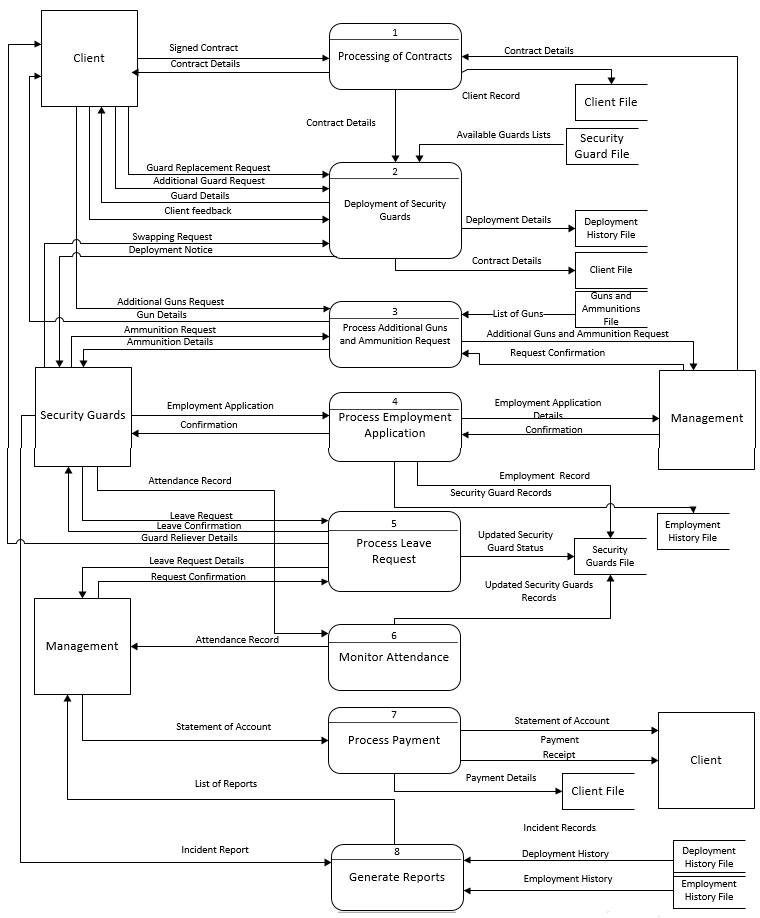 Client
Signed Contract
Contract Details
1
Processing of Contracts
Contract Details
Client Record
Client File
Contract Details
Available Guards Lists
Security
Guard File
Guard Replacement Request
Additional Guard Request
Guard Details
Client feedback
2
Deployment of Security
Guards
Deployment Details
Deployment
History File
Swapping Request
Deployment Notice
Contract Details
Client File
Additional Guns Request
Gun Details
Ammunition Request
Ammunition Details
3
Process Additional Guns
and Ammunition Request
List of Guns
Guns and
Ammunitions
File
Additional Guns and Ammunition Request
Request Confirmation
Security Guards
Employment Application
Confirmation
4
Process Employment
Application
Employment Application
Details
Confirmation
Management
Attendance Record
Employment Record
Security Guard Records
Employment
History File
Leave Request
Leave Confirmation
Guard Reliever Details
5
Process Leave
Request
Updated Security
Guard Status
Security
Guards File
Leave Request Details
Request Confirmation
Updated Security Guards
Records
Management
Attendance Record
6
Monitor Attendance
Statement of Account
7
Process Payment
Statement of Account
Payment
Receipt
Client
Payment Details
Client File
List of Reports
Incident Records
Incident Report
8
Generate Reports
Deployment History
Deployment
History File
Employment History
Employment
History File